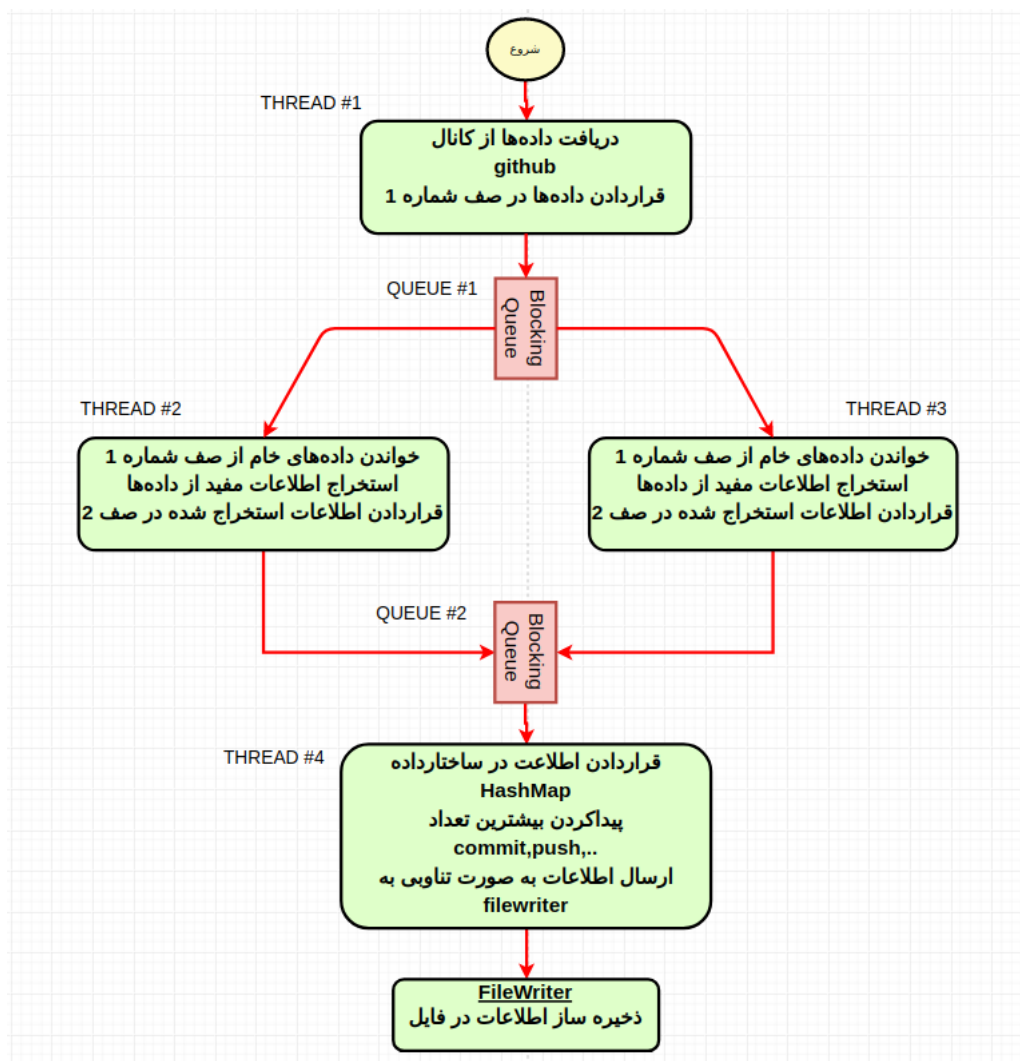 شروع
THREAD #1
دریافت داده‌ها از کانال
github
قراردادن داده‌ها در صف شماره 1
QUEUE #1
Blocking
Queue
THREAD #2
خواندن داده‌های خام از صف شماره 1
استخراج اطلاعات مفید از داده‌ها
قراردادن اطلاعات استخراج شده در صف 2
THREAD #3
خواندن داده‌های خام از صف شماره 1
استخراج اطلاعات مفید از داده‌ها
قراردادن اطلاعات استخراج شده در صف 2
QUEUE #2
Blocking
Queue
THREAD #4
قراردادن اطلاعت در ساختارداده
HashMap
پیداکردن بیشترین تعداد
commit,push,..
ارسال اطلاعات به صورت تناوبی به
filewriter
FileWriter
ذخیره ساز اطلاعات در فایل